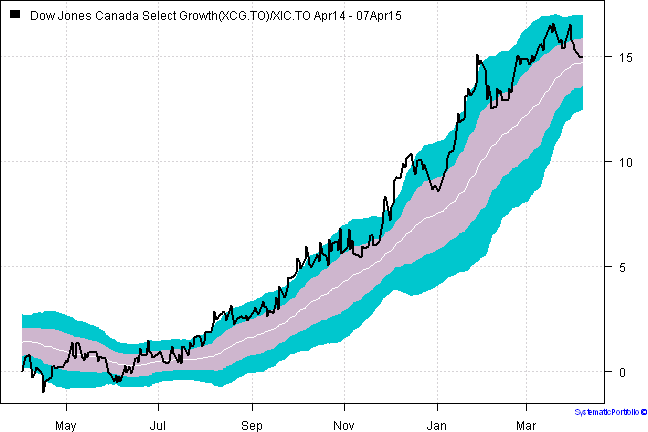 Dow Jones Canada Select Growth(XCG.TO)/XIC.TO Apr14 - 07Apr15
15
10
5
0
May Jul Sep Nov Jan Mar
SystematicPortfolio ©